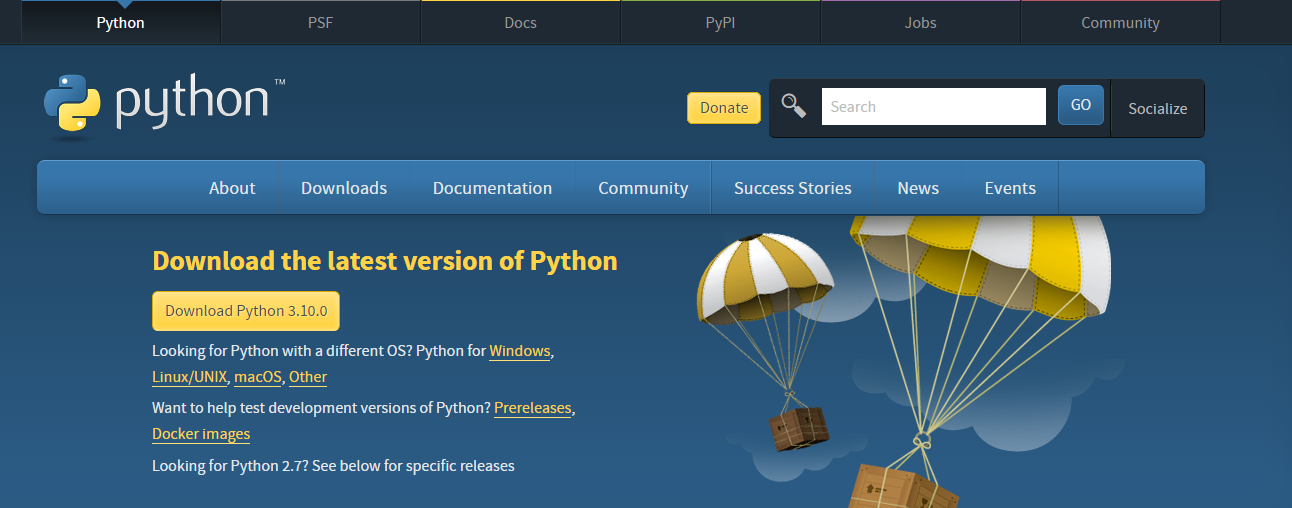 Python PSF Docs PyPI Jobs Community
python™
Donate Search GO Socialize
About Downloads Documentation Community Success Stories News Events
Download the latest version of Python
Download Python 3.10.0
Looking for Python with a different OS? Python for Windows,
Linux/UNIX, macOS, Other
Want to help test development versions of Python? Prereleases,
Docker images
Looking for Python 2.7? See below for specific releases